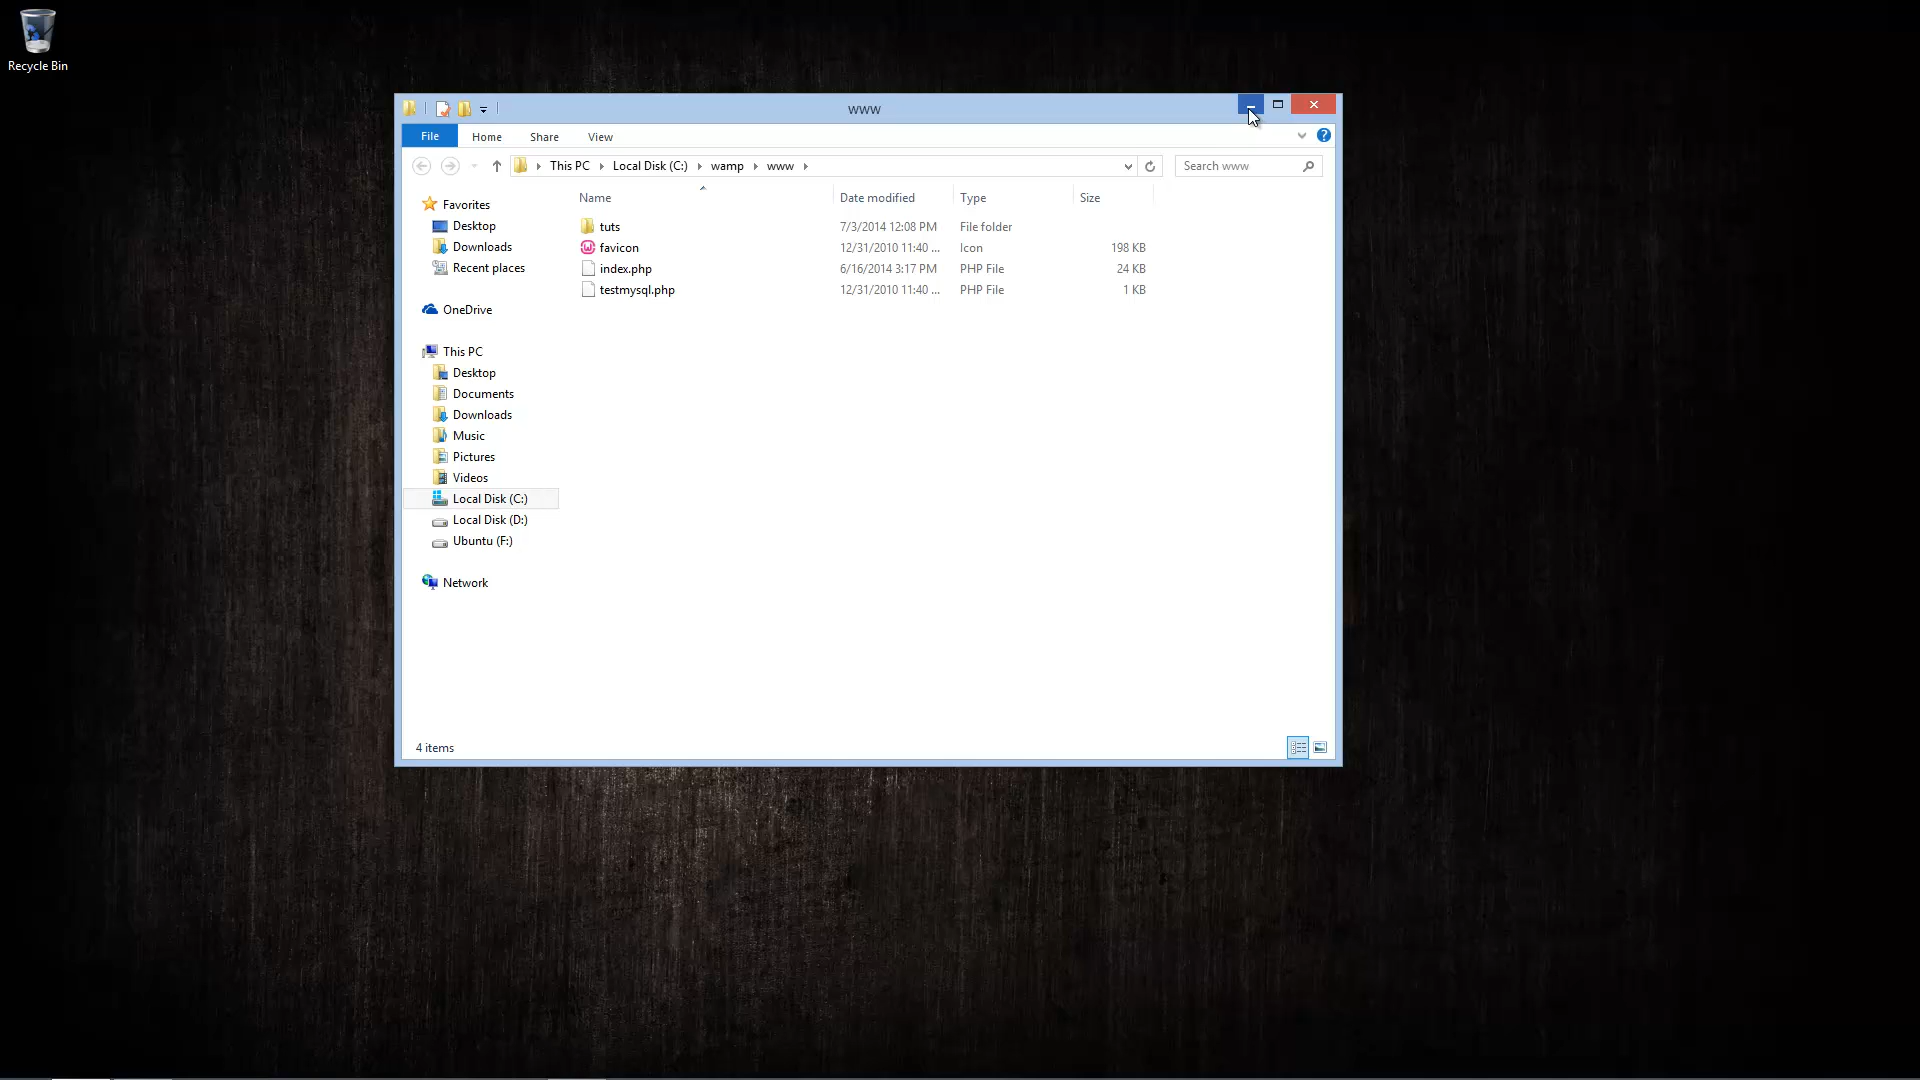 Recycle Bin
www
File Home Share View
This PC Local Disk (C:) wamp www
Search www
Name Date modified Type Size
tuts 7/3/2014 12:08 PM File folder
favicon 12/31/2010 11:40 ... Icon 198 KB
index.php 6/16/2014 3:17 PM PHP File 24 KB
testmysql.php 12/31/2010 11:40 ... PHP File 1 KB
Favorites
Desktop
Downloads
Recent places
OneDrive
This PC
Desktop
Documents
Downloads
Music
Pictures
Videos
Local Disk (C:)
Local Disk (D:)
Ubuntu (F:)
Network
4 items